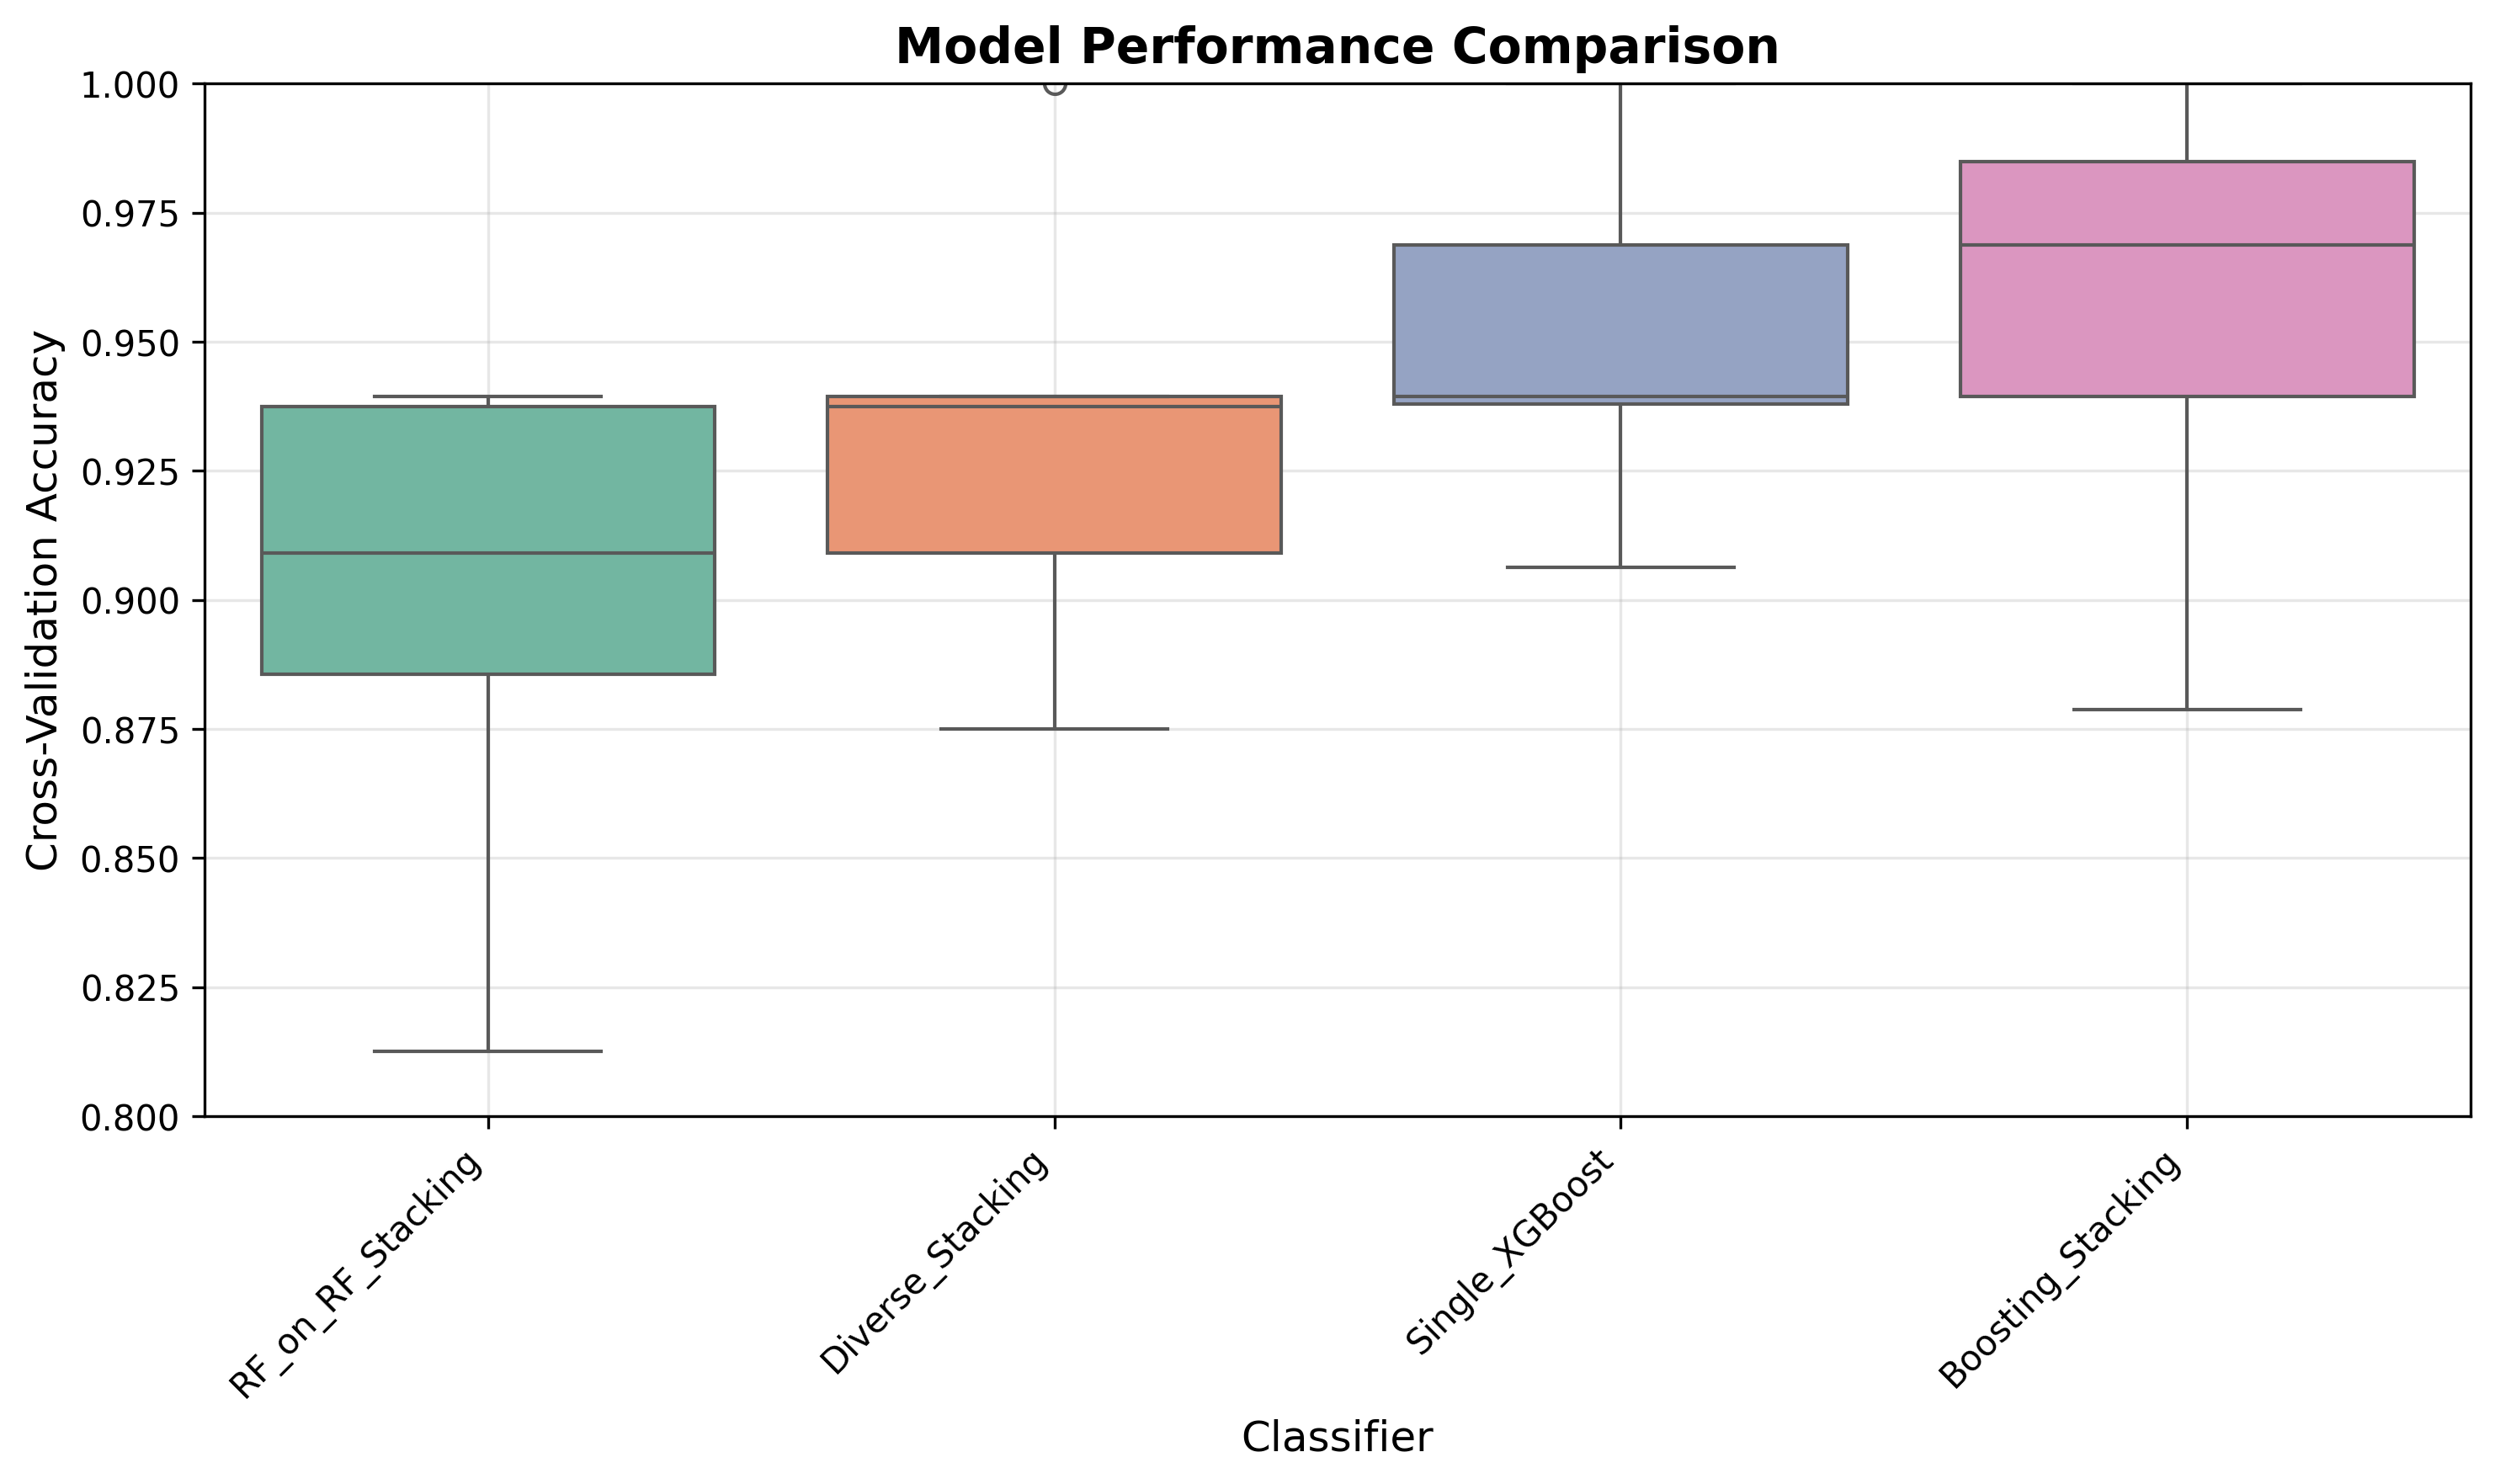 Model Performance Comparison
1.000
0.975
0.950
0.925
0.900
0.875
0.850
0.825
0.800
Cross-Validation Accuracy
RF_on_RF_Stacking
Diverse_Stacking
Single_XGBoost
Boosting_Stacking
Classifier